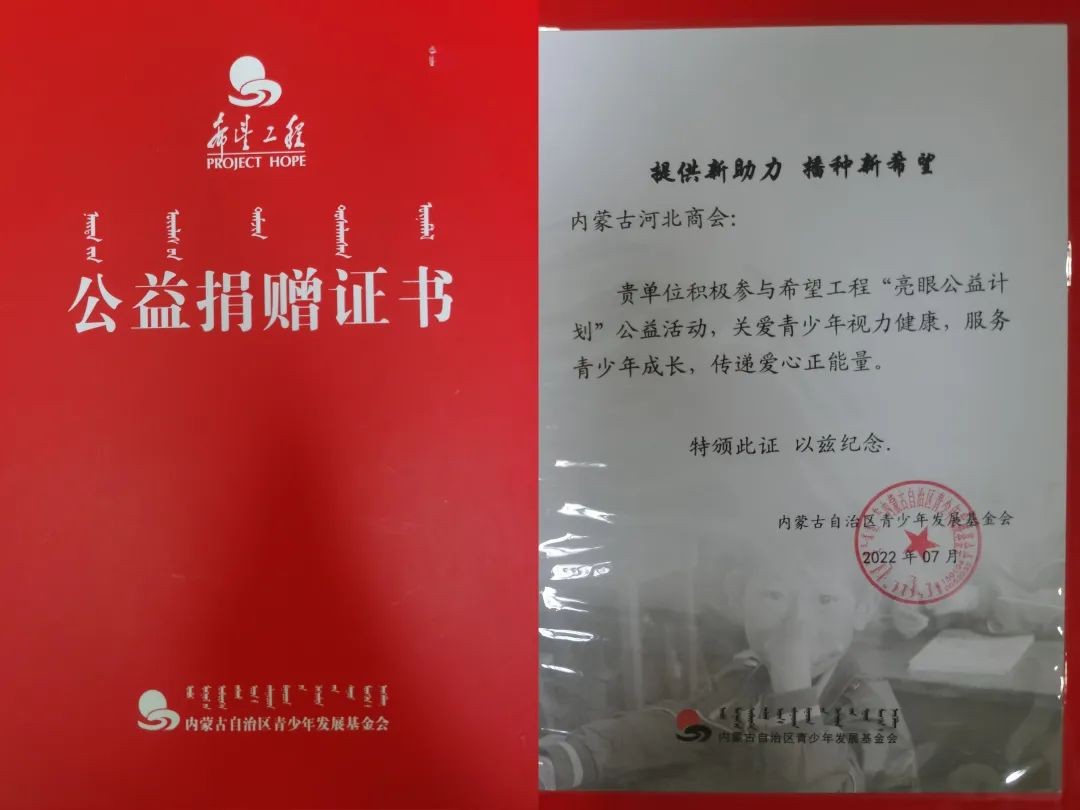 希望工程
PROJECT HOPE
公益捐赠证书
内蒙古自治区青少年发展基金会
提供新助力 播种新希望
内蒙古河北商会：
贵单位积极参与希望工程“亮眼公益计
划”公益活动，关爱青少年视力健康，服务
青少年成长，传递爱心正能量。
特颁此证 以兹纪念.
内蒙古自治区青少年发展基金会
2022 年 07 月
内蒙古自治区青少年发展基金会